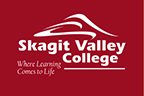 Skagit Valley
College
Where Learning
Comes to Life